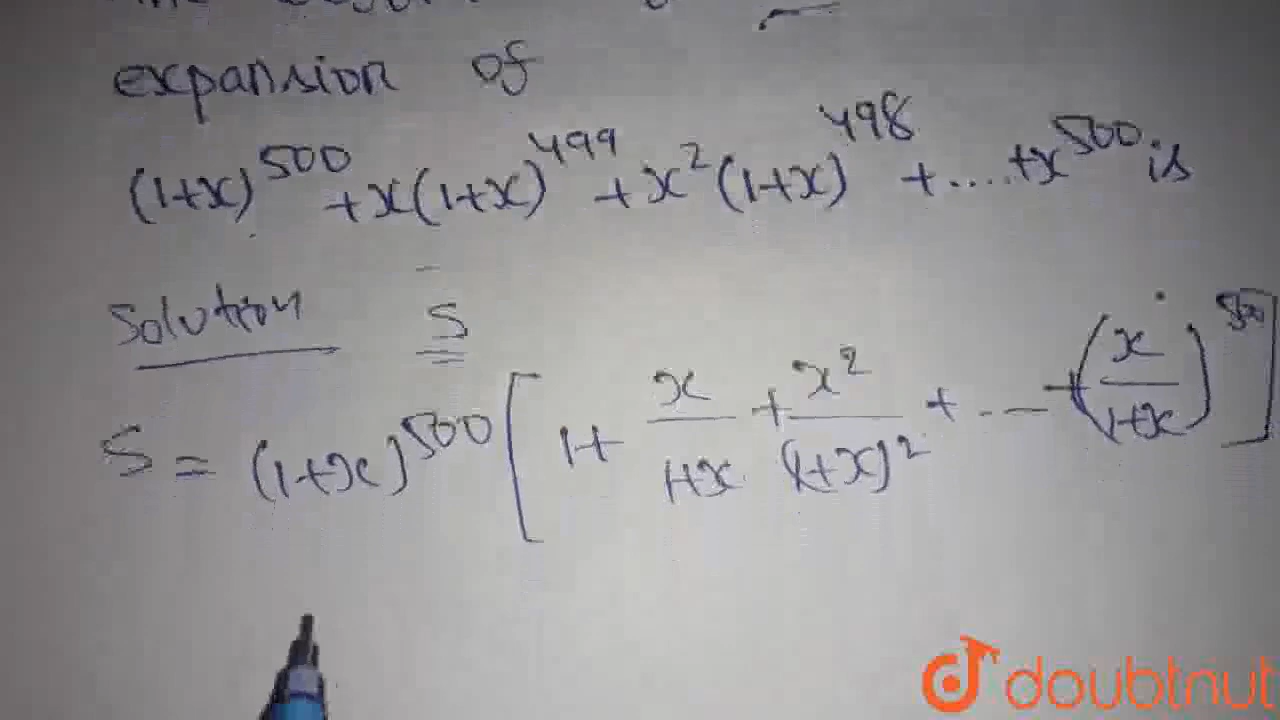 expansion of
(1+x)^500 + x(1+x)^499 + x^2(1+x)^498 + .... + x^500 is
Solution S
S = (1+x)^500 [ 1 + x/(1+x) + x^2/(1+x)^2 + ... + (x/(1+x))^500 ]
doubtnut